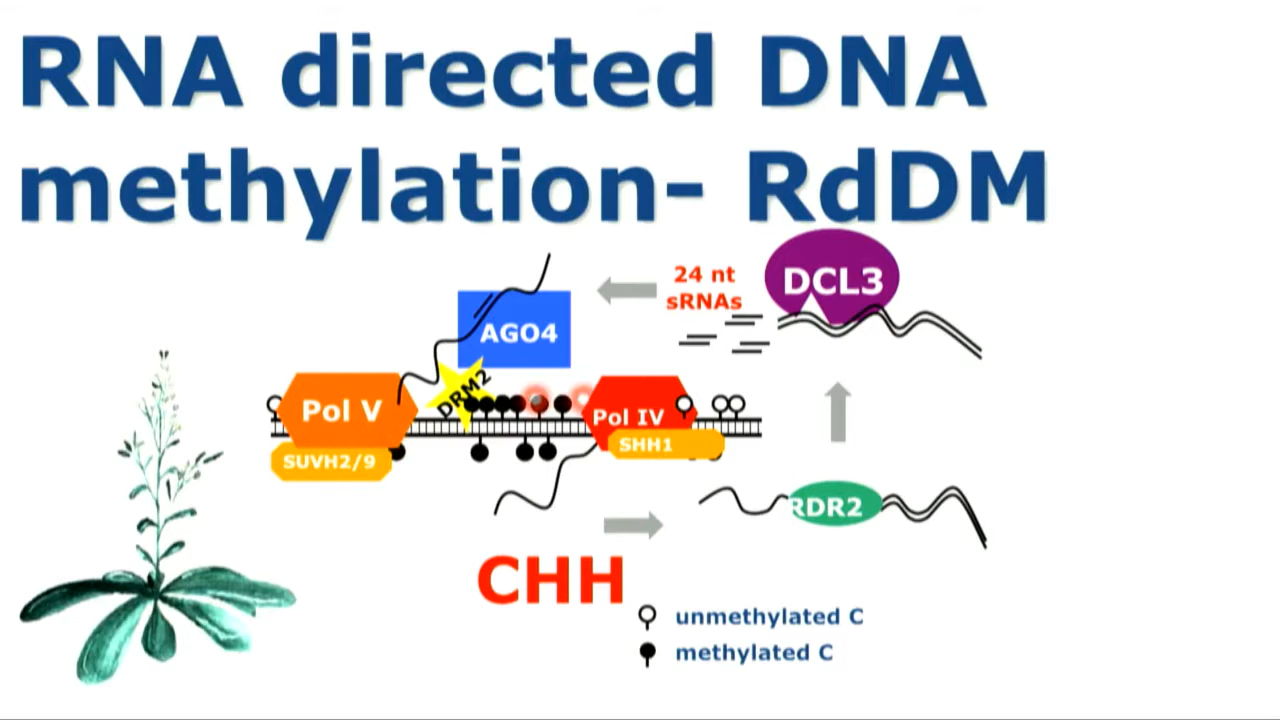 RNA directed DNA
methylation- RdDM
DCL3
24 nt
sRNAs
AGO4
DRM2
Pol V
Pol IV
SHH1
SUVH2/9
RDR2
CHH
unmethylated C
methylated C